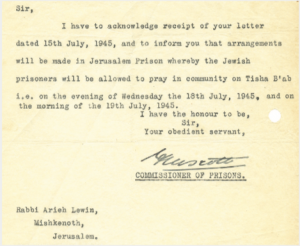 Sir,
I have to acknowledge receipt of your letter
dated 15th July, 1945, and to inform you that arrangements
will be made in Jerusalem Prison whereby the Jewish
prisoners will be allowed to pray in community on Tisha B'ab
i.e. on the evening of Wednesday the 18th July, 1945, and on
the morning of the 19th July, 1945.
I have the honour to be,
Sir,
Your obedient servant,
COMMISSIONER OF PRISONS.
Rabbi Arieh Lewin,
Mishkenoth,
Jerusalem.